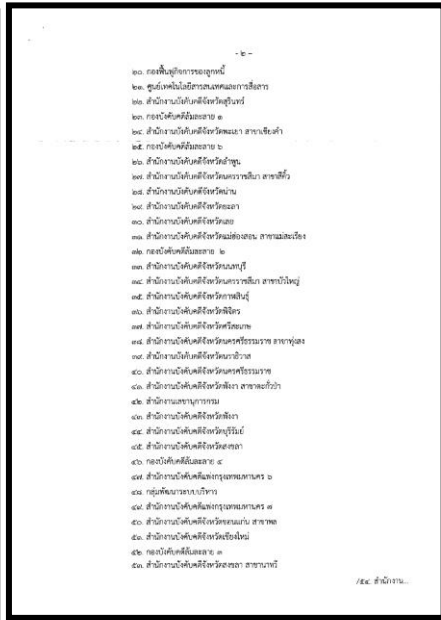 - ๒ -
๒๐. กองฟื้นฟูกิจการของลูกหนี้
๒๑. ศูนย์เทคโนโลยีสารสนเทศและการสื่อสาร
๒๒. สำนักงานบังคับคดีจังหวัดสุรินทร์
๒๓. กองบังคับคดีล้มละลาย ๑
๒๔. สำนักงานบังคับคดีจังหวัดพะเยา สาขาเชียงคำ
๒๕. กองบังคับคดีล้มละลาย ๖
๒๖. สำนักงานบังคับคดีจังหวัดลำพูน
๒๗. สำนักงานบังคับคดีจังหวัดนครราชสีมา สาขาสีคิ้ว
๒๘. สำนักงานบังคับคดีจังหวัดน่าน
๒๙. สำนักงานบังคับคดีจังหวัดยะลา
๓๐. สำนักงานบังคับคดีจังหวัดเลย
๓๑. สำนักงานบังคับคดีจังหวัดแม่ฮ่องสอน สาขาแม่สะเรียง
๓๒. กองบังคับคดีล้มละลาย ๒
๓๓. สำนักงานบังคับคดีจังหวัดนนทบุรี
๓๔. สำนักงานบังคับคดีจังหวัดนครราชสีมา สาขาบัวใหญ่
๓๕. สำนักงานบังคับคดีจังหวัดกาฬสินธุ์
๓๖. สำนักงานบังคับคดีจังหวัดพิจิตร
๓๗. สำนักงานบังคับคดีจังหวัดศรีสะเกษ
๓๘. สำนักงานบังคับคดีจังหวัดนครศรีธรรมราช สาขาทุ่งสง
๓๙. สำนักงานบังคับคดีจังหวัดนราธิวาส
๔๐. สำนักงานบังคับคดีจังหวัดนครศรีธรรมราช
๔๑. สำนักงานบังคับคดีจังหวัดพังงา สาขาตะกั่วป่า
๔๒. สำนักงานเลขานุการกรม
๔๓. สำนักงานบังคับคดีจังหวัดพังงา
๔๔. สำนักงานบังคับคดีจังหวัดบุรีรัมย์
๔๕. สำนักงานบังคับคดีจังหวัดสงขลา
๔๖. กองบังคับคดีล้มละลาย ๔
๔๗. สำนักงานบังคับคดีแพ่งกรุงเทพมหานคร ๖
๔๘. กลุ่มพัฒนาระบบบริหาร
๔๙. สำนักงานบังคับคดีแพ่งกรุงเทพมหานคร ๓
๕๐. สำนักงานบังคับคดีจังหวัดขอนแก่น สาขาพล
๕๑. สำนักงานบังคับคดีจังหวัดเชียงใหม่
๕๒. กองบังคับคดีล้มละลาย ๓
๕๓. สำนักงานบังคับคดีจังหวัดสงขลา สาขานาทวี
/๕๔. สำนักงาน...